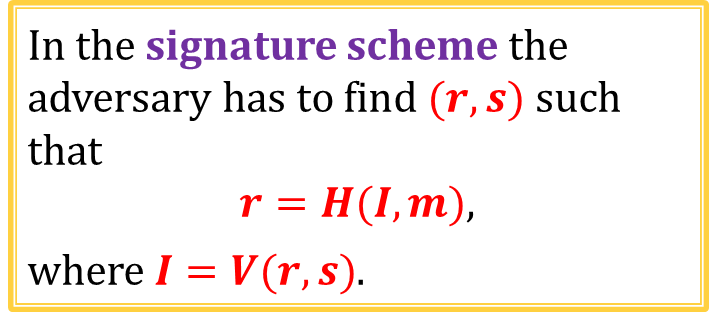 In the signature scheme the
adversary has to find (r, s) such
that
r = H(I, m),
where I = V(r, s).